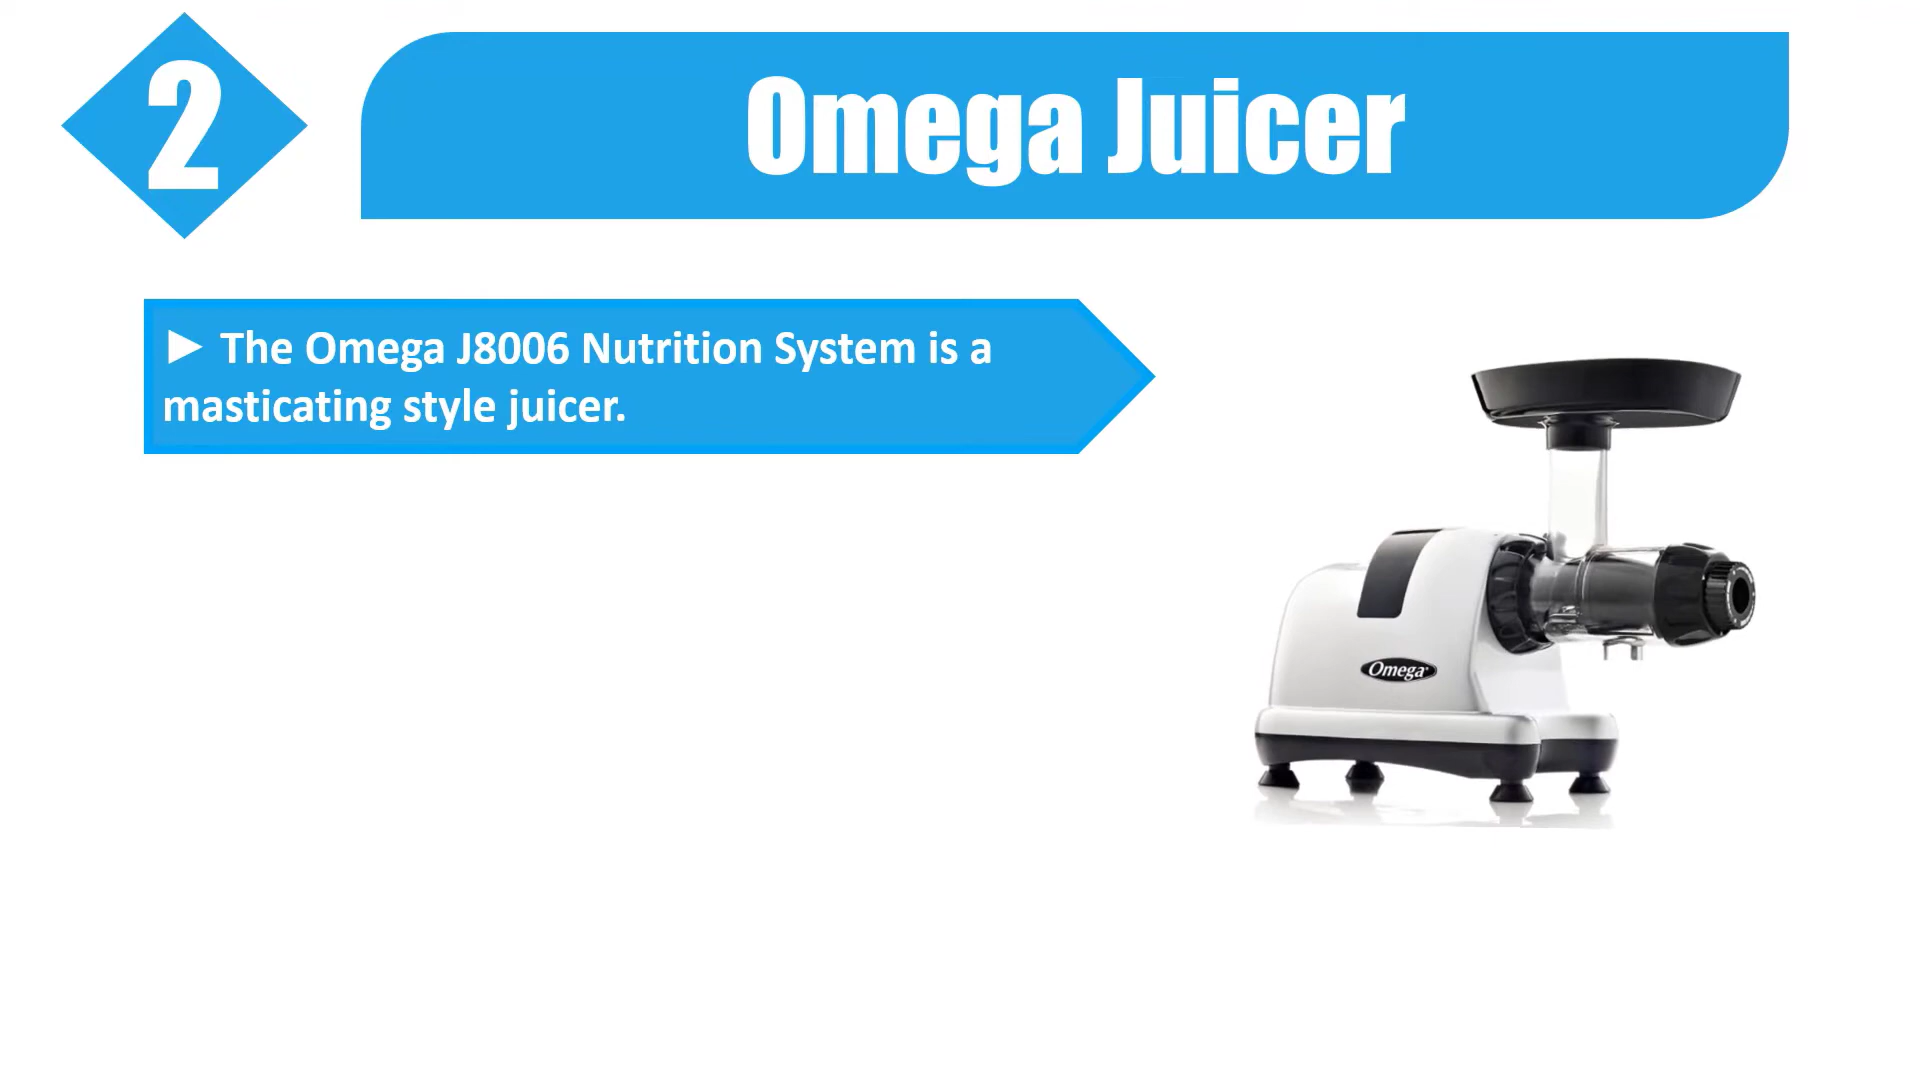 2
Omega Juicer
► The Omega J8006 Nutrition System is a
masticating style juicer.
Omega